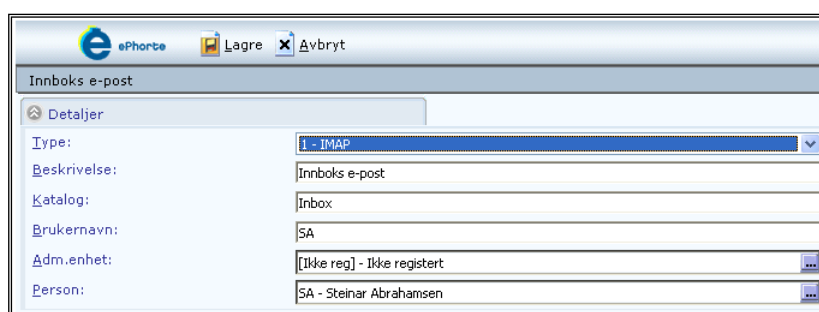 ePhorte Lagre Avbryt
Innboks e-post
Detaljer
Type: 1 - IMAP
Beskrivelse: Innboks e-post
Katalog: Inbox
Brukernavn: SA
Adm.enhet: [Ikke reg] - Ikke registert
Person: SA - Steinar Abrahamsen